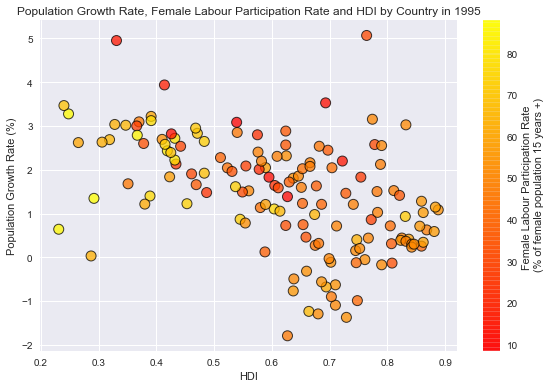 Population Growth Rate, Female Labour Participation Rate and HDI by Country in 1995
5
4
3
2
1
0
−1
−2
Population Growth Rate (%)
0.2 0.3 0.4 0.5 0.6 0.7 0.8 0.9
HDI
80
70
60
50
40
30
20
10
Female Labour Participation Rate
(% of female population 15 years +)